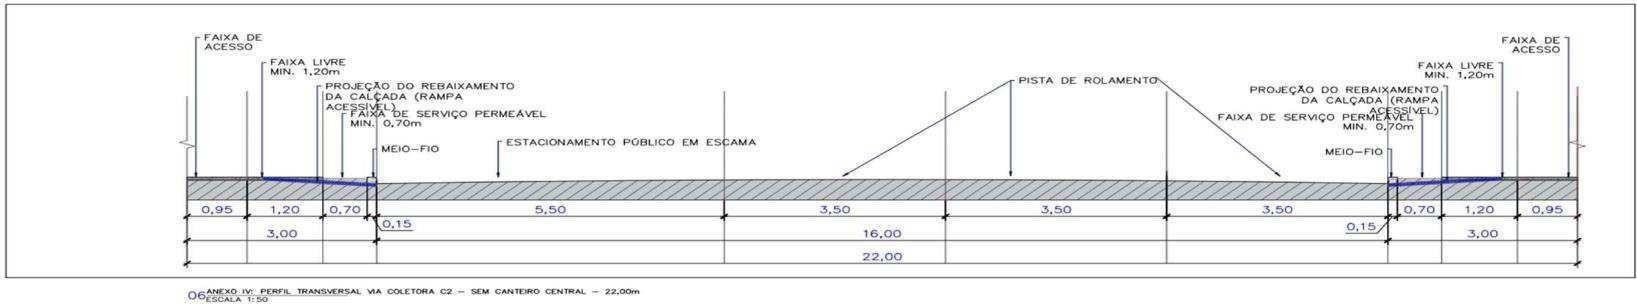 FAIXA DE
ACESSO
FAIXA LIVRE
MIN. 1,20m
PROJEÇÃO DO REBAIXAMENTO
DA CALÇADA (RAMPA
ACESSÍVEL)
FAIXA DE SERVIÇO PERMEÁVEL
MIN. 0,70m
MEIO-FIO
ESTACIONAMENTO PÚBLICO EM ESCAMA
PISTA DE ROLAMENTO
FAIXA DE
ACESSO
FAIXA LIVRE
MIN. 1,20m
PROJEÇÃO DO REBAIXAMENTO
DA CALÇADA (RAMPA
ACESSÍVEL)
FAIXA DE SERVIÇO PERMEÁVEL
MIN. 0,70m
MEIO-FIO
0,95 1,20 0,70 5,50 3,50 3,50 3,50 0,70 1,20 0,95
0,15 0,15
3,00 16,00 3,00
22,00
06 ANEXO IV: PERFIL TRANSVERSAL VIA COLETORA C2 – SEM CANTEIRO CENTRAL – 22,00m
ESCALA 1:50